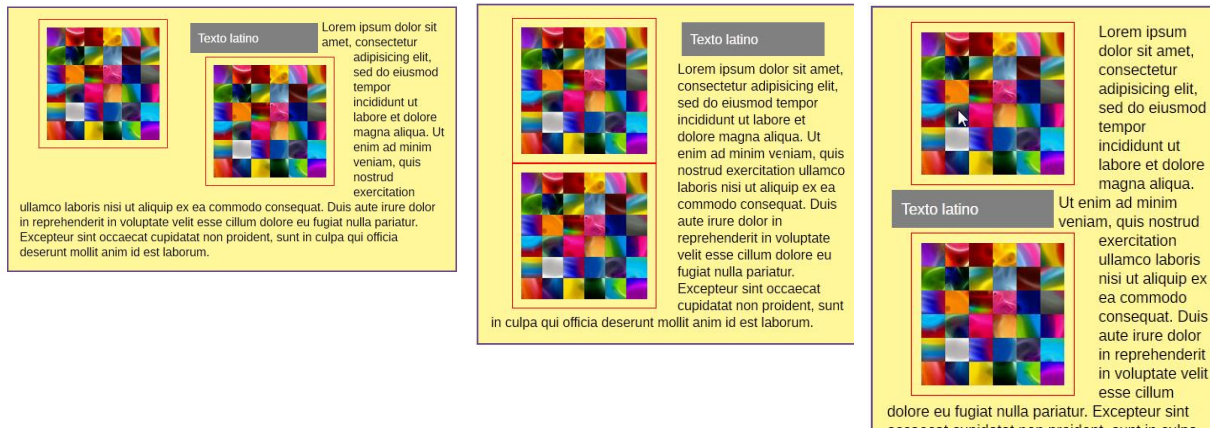 Texto latino
Lorem ipsum dolor sit
amet, consectetur
adipisicing elit,
sed do eiusmod
tempor
incididunt ut
labore et dolore
magna aliqua. Ut
enim ad minim
veniam, quis
nostrud
exercitation
ullamco laboris nisi ut aliquip ex ea commodo consequat. Duis aute irure dolor
in reprehenderit in voluptate velit esse cillum dolore eu fugiat nulla pariatur.
Excepteur sint occaecat cupidatat non proident, sunt in culpa qui officia
deserunt mollit anim id est laborum.
Texto latino
Lorem ipsum dolor sit amet,
consectetur adipisicing elit,
sed do eiusmod tempor
incididunt ut labore et
dolore magna aliqua. Ut
enim ad minim veniam, quis
nostrud exercitation ullamco
laboris nisi ut aliquip ex ea
commodo consequat. Duis
aute irure dolor in
reprehenderit in voluptate
velit esse cillum dolore eu
fugiat nulla pariatur.
Excepteur sint occaecat
cupidatat non proident, sunt
in culpa qui officia deserunt mollit anim id est laborum.
Lorem ipsum
dolor sit amet,
consectetur
adipisicing elit,
sed do eiusmod
tempor
incididunt ut
labore et dolore
magna aliqua.
Texto latino
Ut enim ad minim
veniam, quis nostrud
exercitation
ullamco laboris
nisi ut aliquip ex
ea commodo
consequat. Duis
aute irure dolor
in reprehenderit
in voluptate velit
esse cillum
dolore eu fugiat nulla pariatur. Excepteur sint